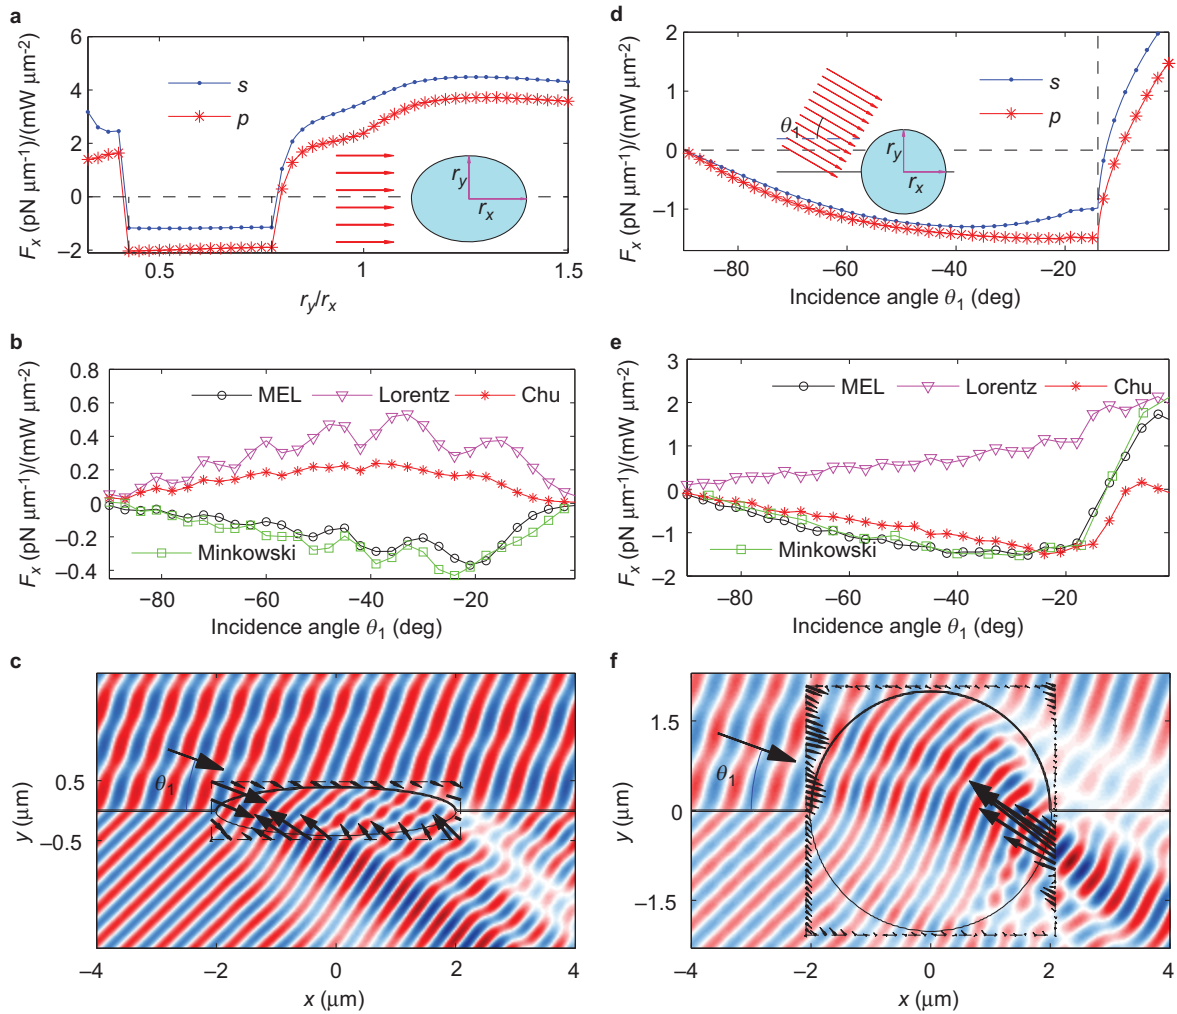 a
F_x (pN μm⁻¹)/(mW μm⁻²)
6
4
2
0
−2
s
p
r_y
r_x
0.5
1
1.5
r_y/r_x
b
F_x (pN μm⁻¹)/(mW μm⁻²)
0.8
0.6
0.4
0.2
0
−0.2
−0.4
MEL
Lorentz
Chu
Minkowski
−80
−60
−40
−20
Incidence angle θ₁ (deg)
c
y (μm)
0.5
−0.5
θ₁
−4
−2
0
2
4
x (μm)
d
F_x (pN μm⁻¹)/(mW μm⁻²)
2
1
0
−1
s
p
θ₁
r_y
r_x
−80
−60
−40
−20
Incidence angle θ₁ (deg)
e
F_x (pN μm⁻¹)/(mW μm⁻²)
3
2
1
0
−1
−2
MEL
Lorentz
Chu
Minkowski
−80
−60
−40
−20
Incidence angle θ₁ (deg)
f
y (μm)
1.5
0
−1.5
θ₁
−4
−2
0
2
4
x (μm)